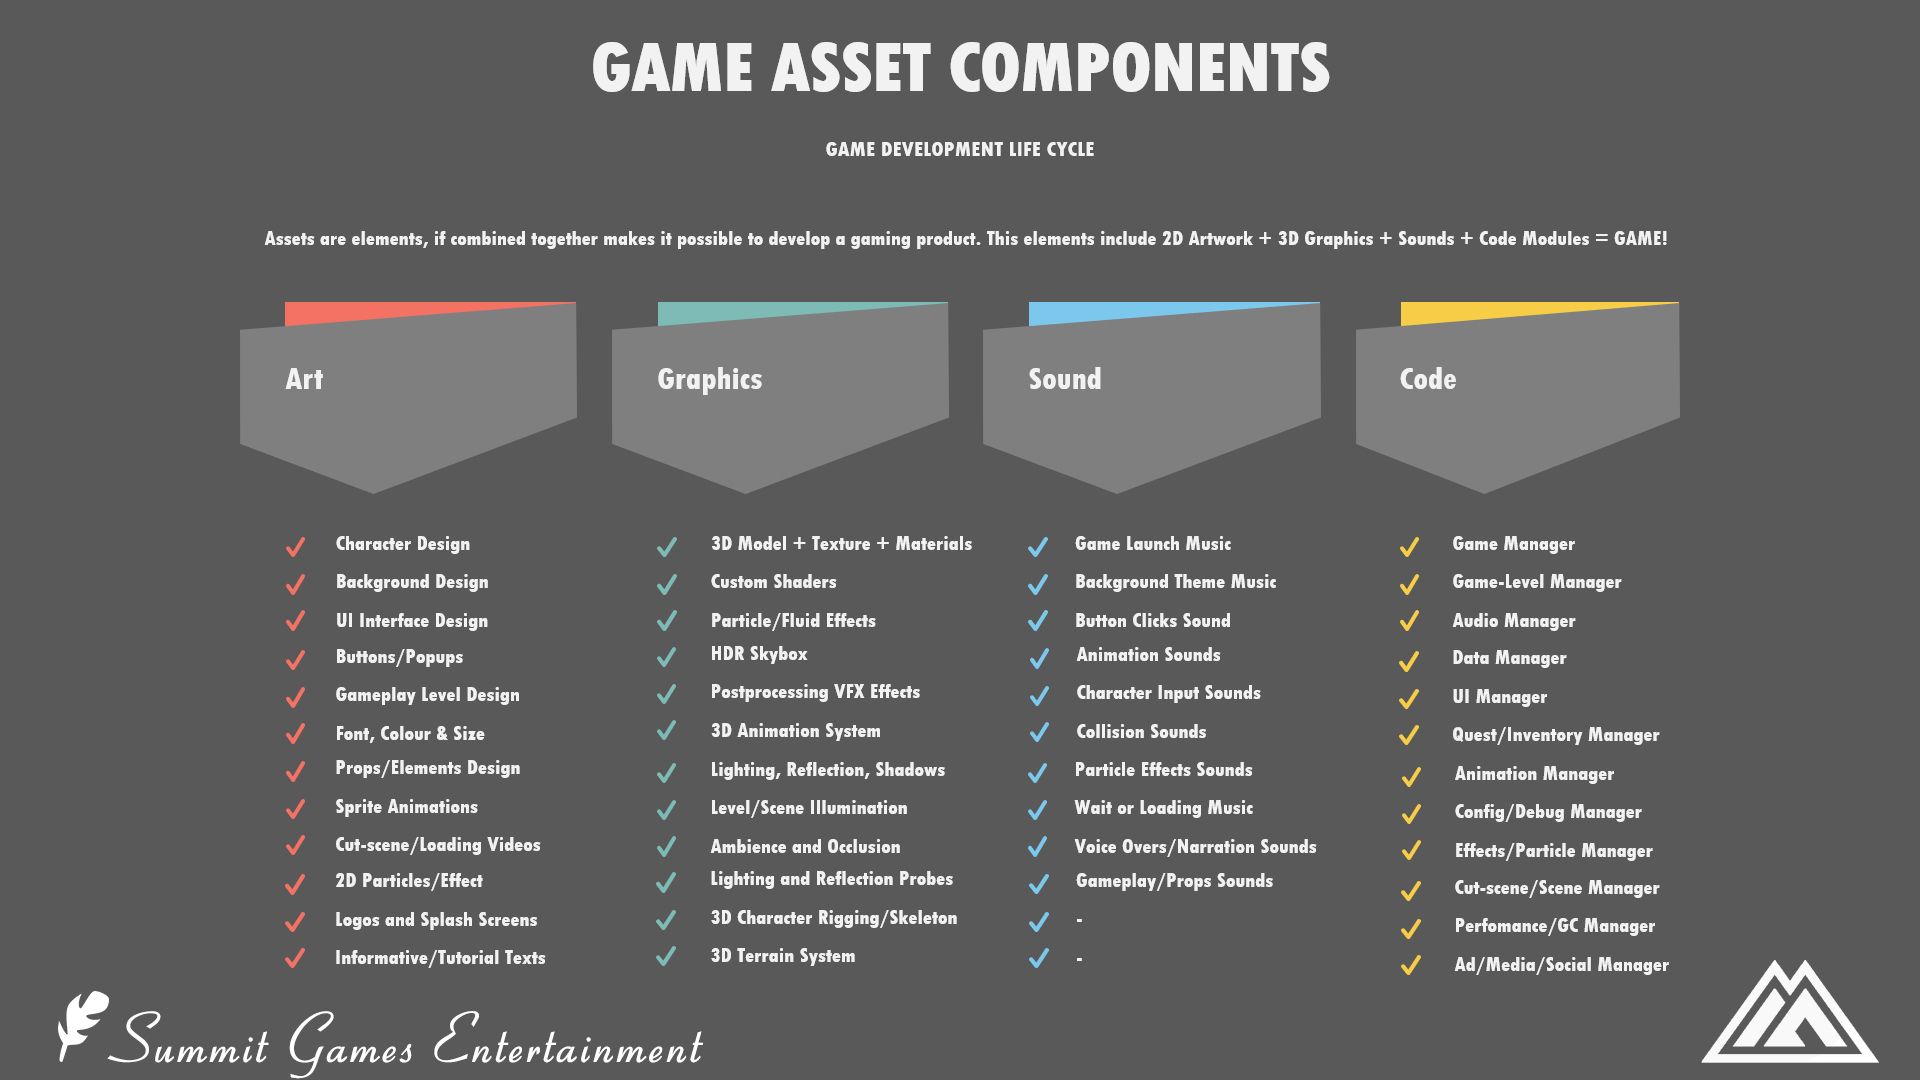 GAME ASSET COMPONENTS
GAME DEVELOPMENT LIFE CYCLE
Assets are elements, if combined together makes it possible to develop a gaming product. This elements include 2D Artwork + 3D Graphics + Sounds + Code Modules = GAME!
Art
Character Design
Background Design
UI Interface Design
Buttons/Popups
Gameplay Level Design
Font, Colour & Size
Props/Elements Design
Sprite Animations
Cut-scene/Loading Videos
2D Particles/Effect
Logos and Splash Screens
Informative/Tutorial Texts
Graphics
3D Model + Texture + Materials
Custom Shaders
Particle/Fluid Effects
HDR Skybox
Postprocessing VFX Effects
3D Animation System
Lighting, Reflection, Shadows
Level/Scene Illumination
Ambience and Occlusion
Lighting and Reflection Probes
3D Character Rigging/Skeleton
3D Terrain System
Sound
Game Launch Music
Background Theme Music
Button Clicks Sound
Animation Sounds
Character Input Sounds
Collision Sounds
Particle Effects Sounds
Wait or Loading Music
Voice Overs/Narration Sounds
Gameplay/Props Sounds
-
-
Code
Game Manager
Game-Level Manager
Audio Manager
Data Manager
UI Manager
Quest/Inventory Manager
Animation Manager
Config/Debug Manager
Effects/Particle Manager
Cut-scene/Scene Manager
Perfomance/GC Manager
Ad/Media/Social Manager
Summit Games Entertainment